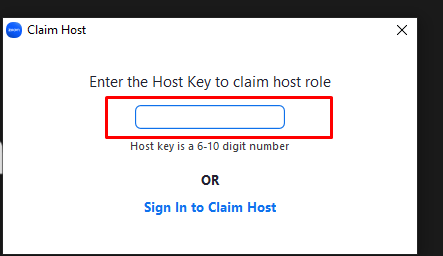 zoom
Claim Host
Enter the Host Key to claim host role
Host key is a 6-10 digit number
OR
Sign In to Claim Host